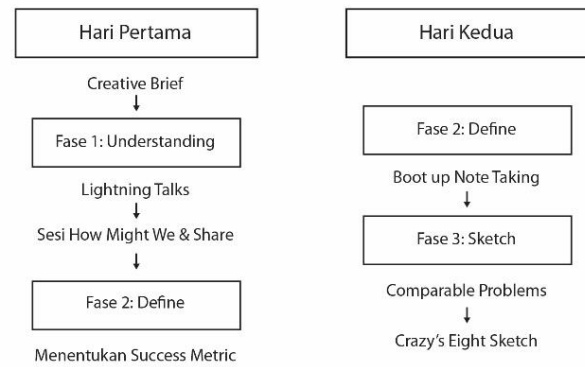 Hari Pertama
Creative Brief
Fase 1: Understanding
Lightning Talks
Sesi How Might We & Share
Fase 2: Define
Menentukan Success Metric
Hari Kedua
Fase 2: Define
Boot up Note Taking
Fase 3: Sketch
Comparable Problems
Crazy's Eight Sketch